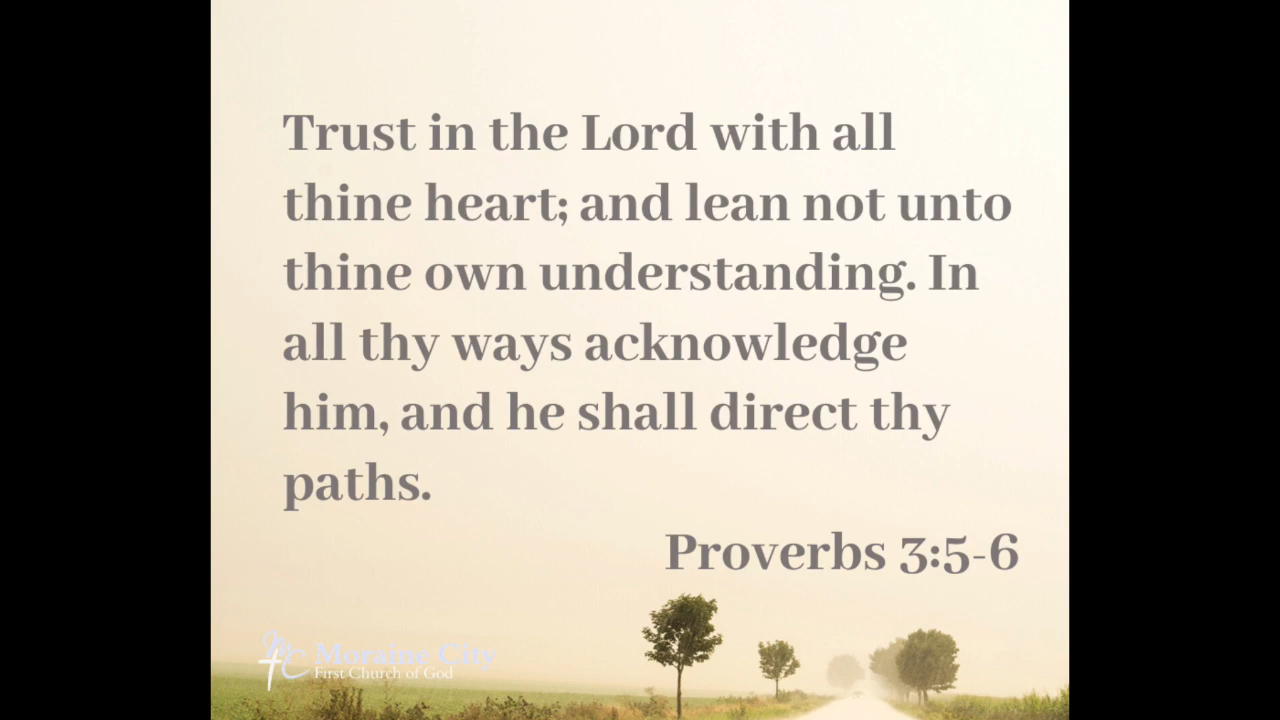 Trust in the Lord with all
thine heart; and lean not unto
thine own understanding. In
all thy ways acknowledge
him, and he shall direct thy
paths.
Proverbs 3:5-6
MC Moraine City
First Church of God